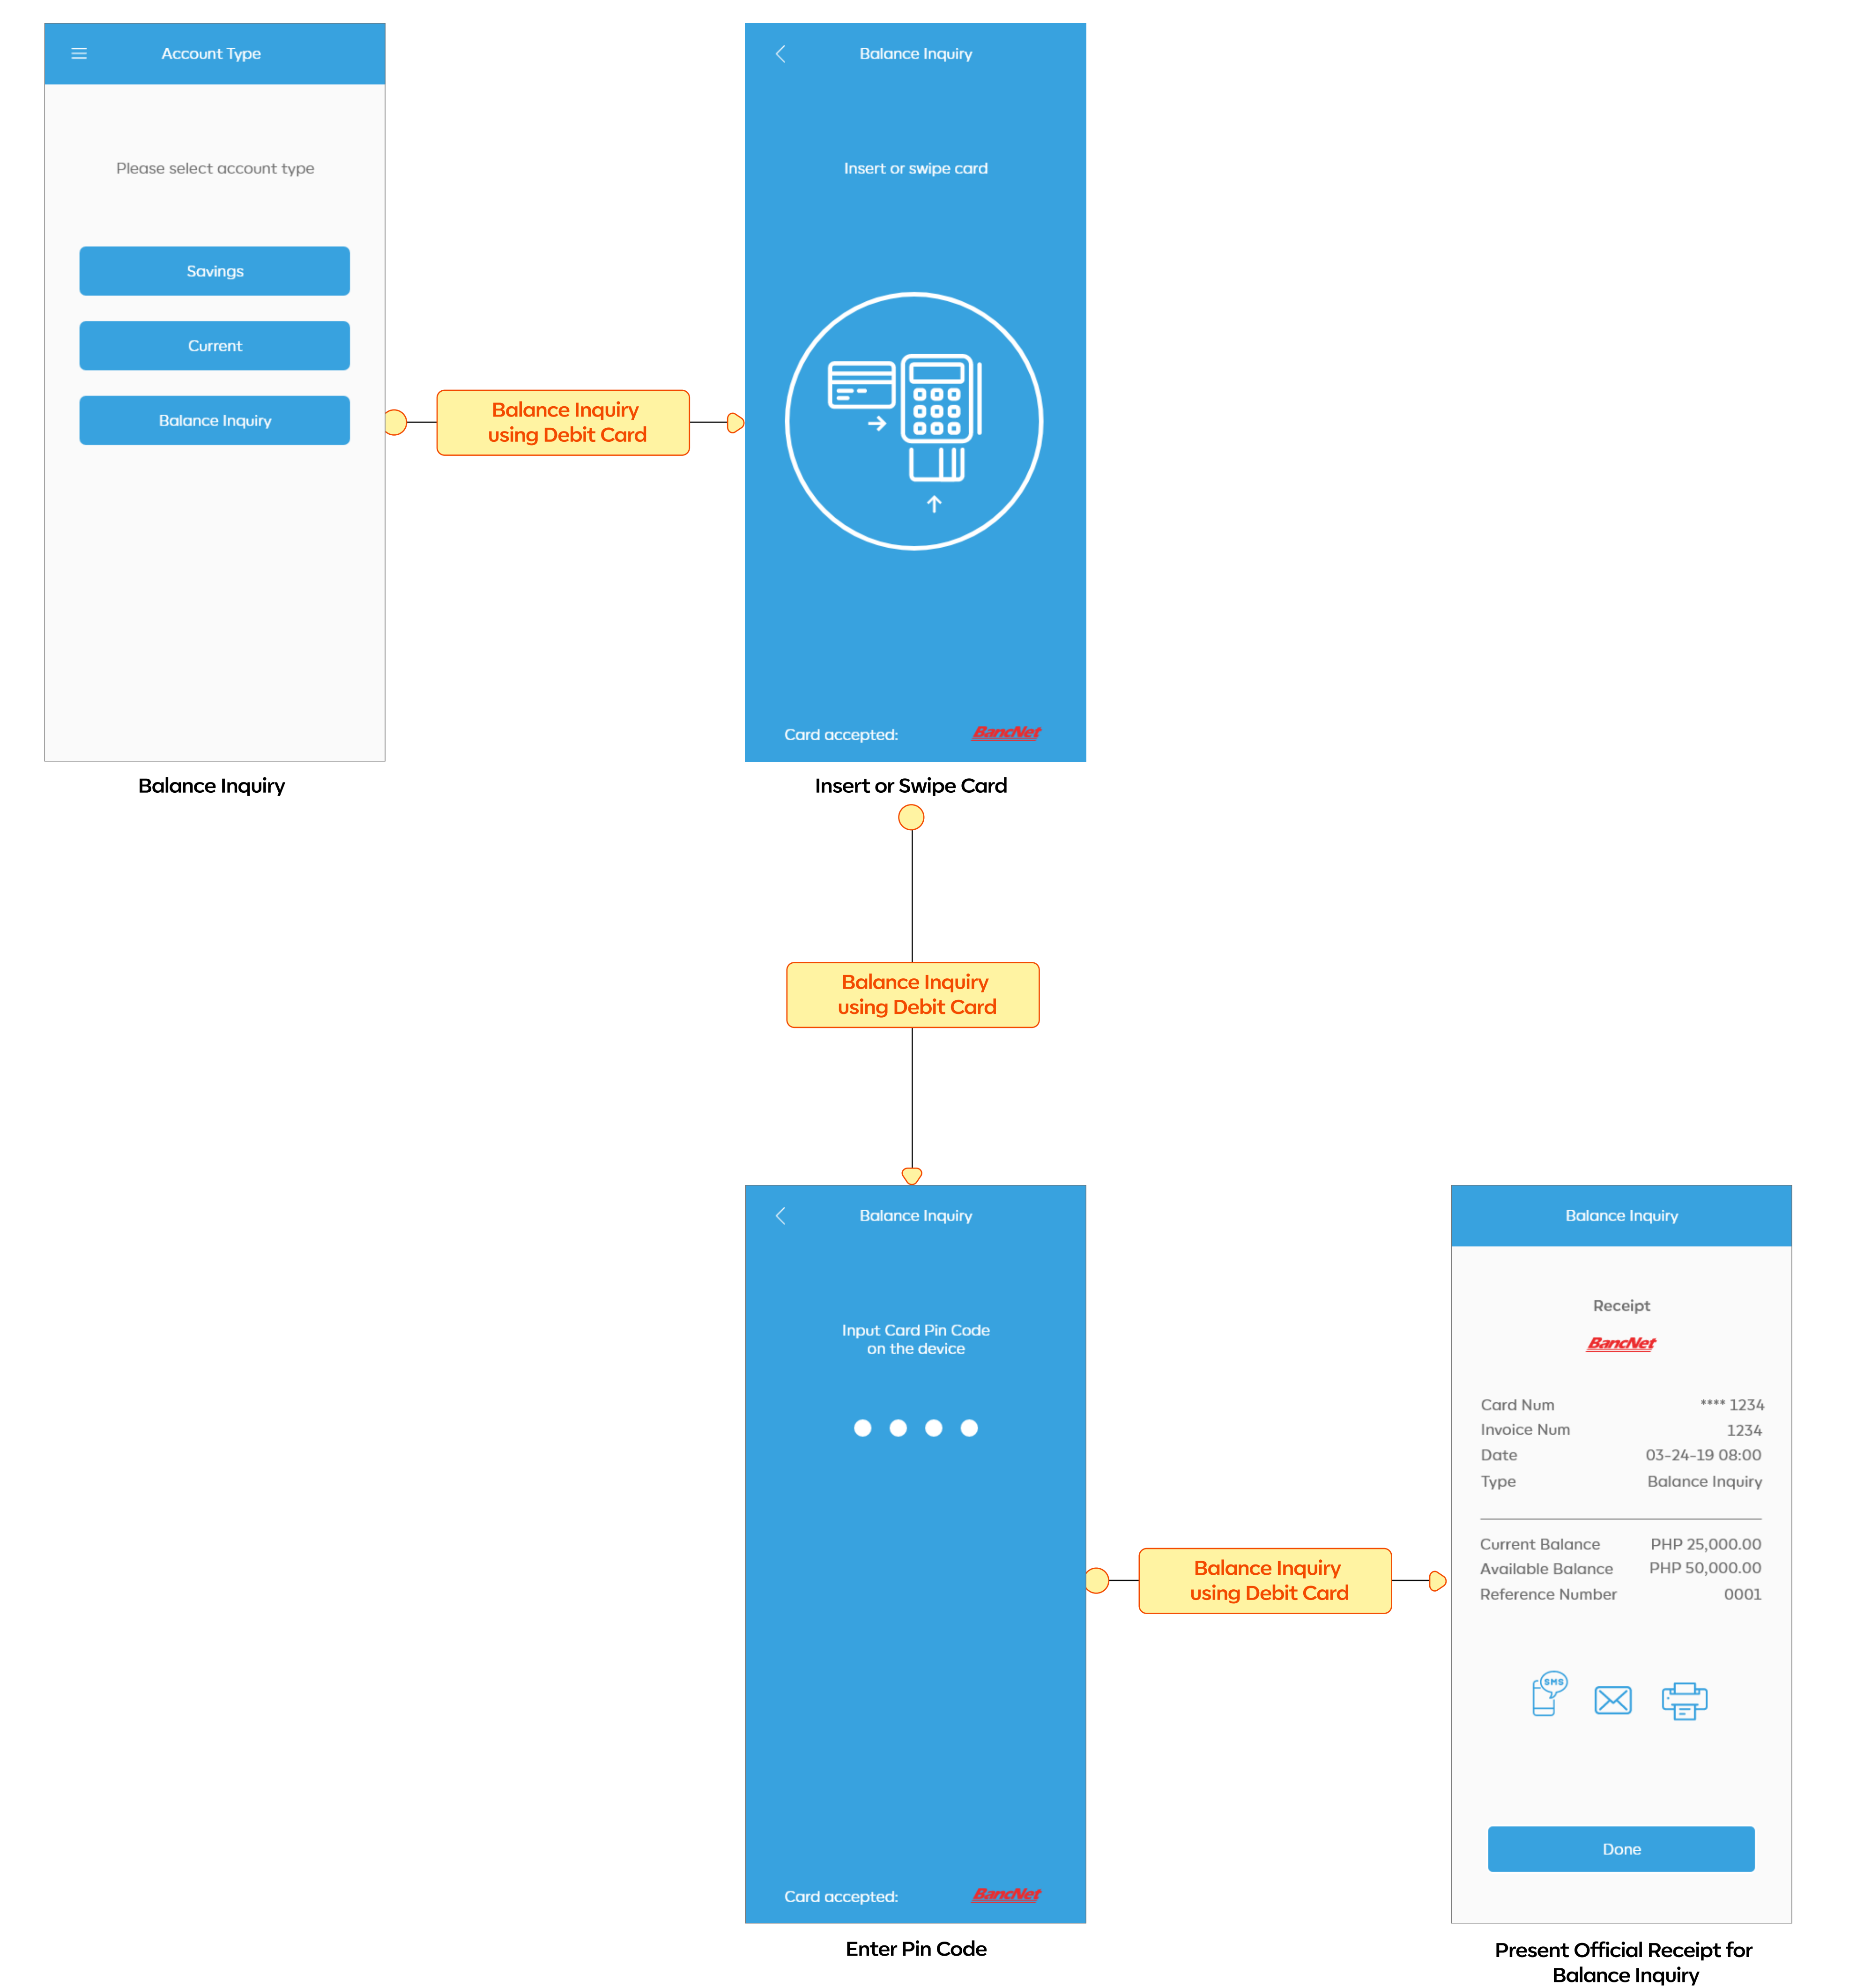 Account Type
Please select account type
Savings
Current
Balance Inquiry
Balance Inquiry
Balance Inquiry
using Debit Card
Balance Inquiry
Insert or swipe card
Card accepted:
BancNet
Insert or Swipe Card
Balance Inquiry
using Debit Card
Balance Inquiry
Input Card Pin Code
on the device
Card accepted:
BancNet
Enter Pin Code
Balance Inquiry
using Debit Card
Balance Inquiry
Receipt
BancNet
Card Num **** 1234
Invoice Num 1234
Date 03-24-19 08:00
Type Balance Inquiry
Current Balance PHP 25,000.00
Available Balance PHP 50,000.00
Reference Number 0001
SMS
Done
Present Official Receipt for
Balance Inquiry